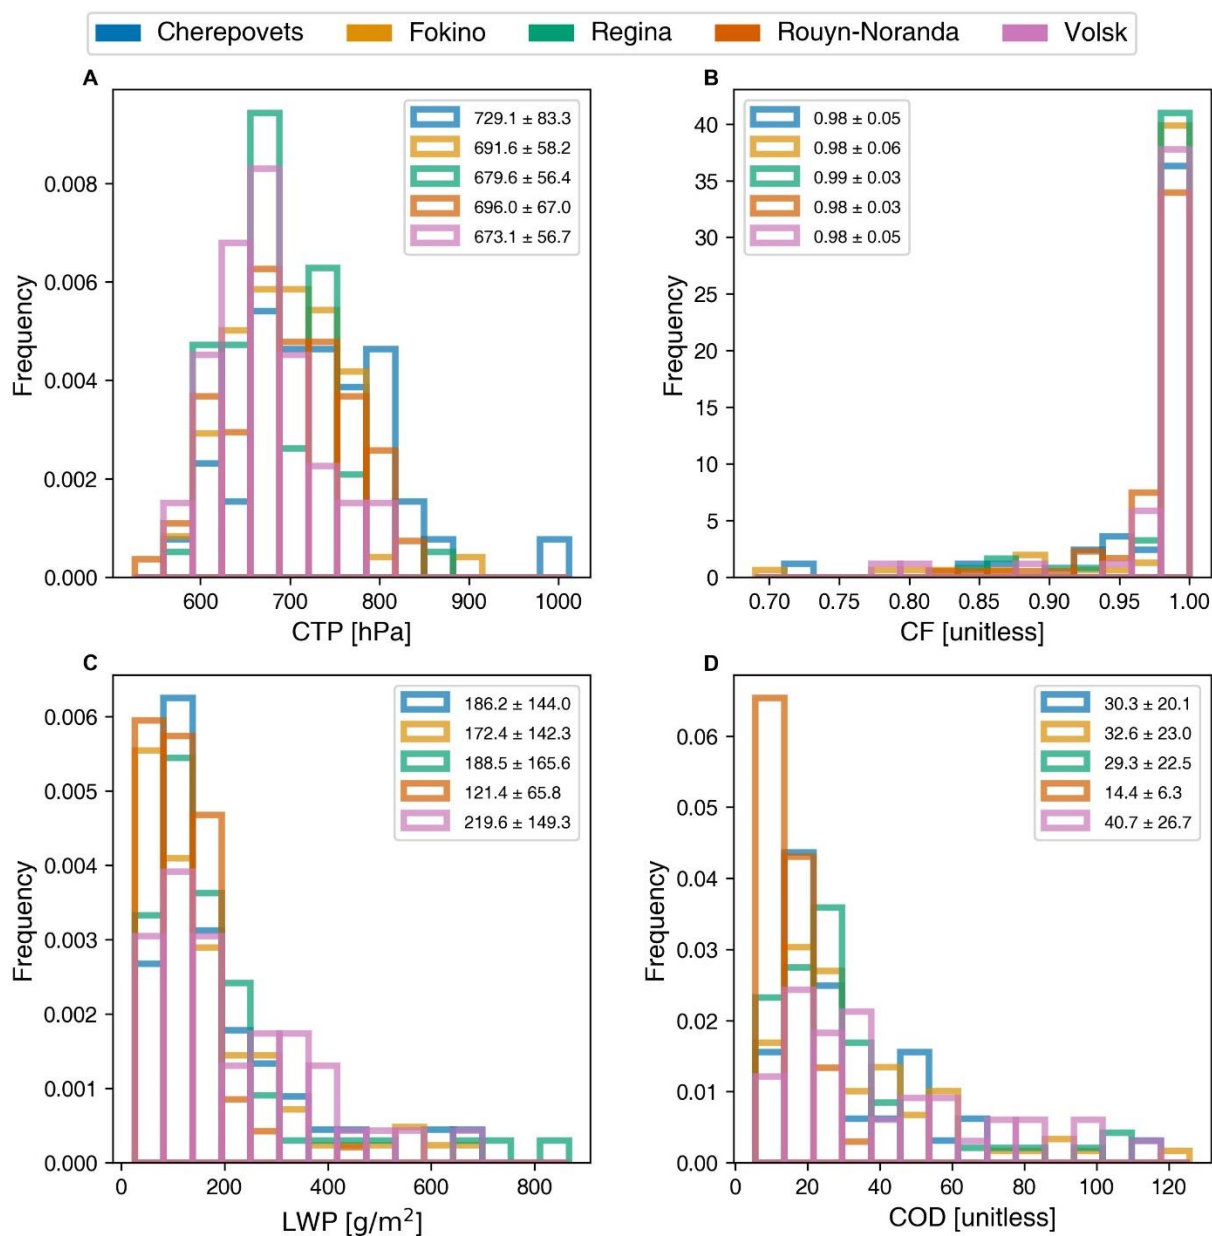 Cherepovets Fokino Regina Rouyn-Noranda Volsk
A
729.1 ± 83.3
691.6 ± 58.2
679.6 ± 56.4
696.0 ± 67.0
673.1 ± 56.7
0.008
0.006
0.004
0.002
0.000
Frequency
600 700 800 900 1000
CTP [hPa]
B
0.98 ± 0.05
0.98 ± 0.06
0.99 ± 0.03
0.98 ± 0.03
0.98 ± 0.05
40
35
30
25
20
15
10
5
0
Frequency
0.70 0.75 0.80 0.85 0.90 0.95 1.00
CF [unitless]
C
186.2 ± 144.0
172.4 ± 142.3
188.5 ± 165.6
121.4 ± 65.8
219.6 ± 149.3
0.006
0.005
0.004
0.003
0.002
0.001
0.000
Frequency
0 200 400 600 800
LWP [g/m²]
D
30.3 ± 20.1
32.6 ± 23.0
29.3 ± 22.5
14.4 ± 6.3
40.7 ± 26.7
0.06
0.05
0.04
0.03
0.02
0.01
0.00
Frequency
0 20 40 60 80 100 120
COD [unitless]